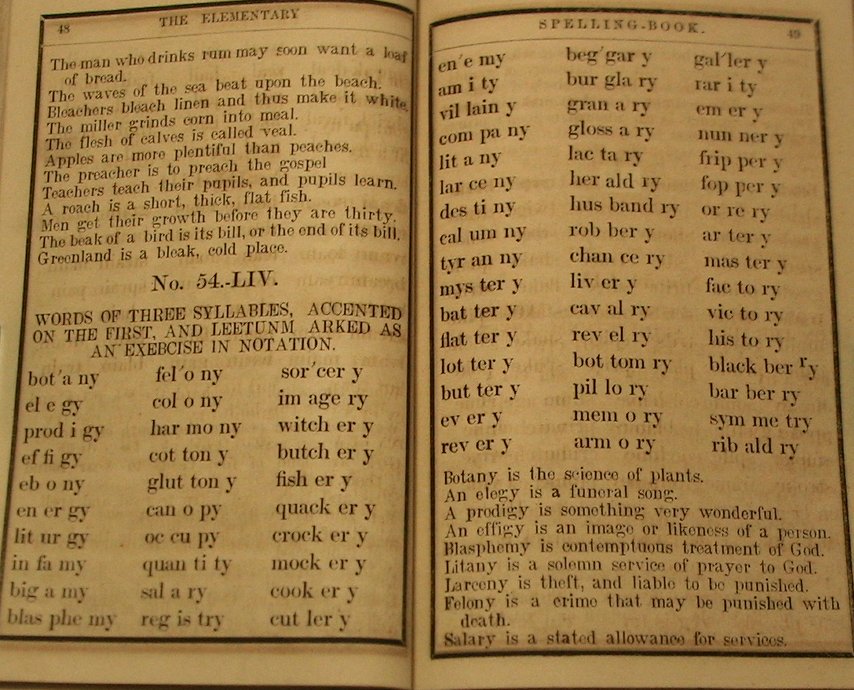 48 THE ELEMENTARY
The man who drinks rum may soon want a loaf
of bread.
The waves of the sea beat upon the beach.
Bleachers bleach linen and thus make it white.
The miller grinds corn into meal.
The flesh of calves is called veal.
Apples are more plentiful than peaches.
The preacher is to preach the gospel
Teachers teach their pupils, and pupils learn.
A roach is a short, thick, flat fish.
Men get their growth before they are thirty.
The beak of a bird is its bill, or the end of its bill.
Greenland is a bleak, cold place.
No. 54.-LIV.
WORDS OF THREE SYLLABLES, ACCENTED
ON THE FIRST, AND LEETUNM ARKED AS
AN EXEBCISE IN NOTATION.
bot'a ny fel'o ny sor'cer y
el e gy col o ny im age ry
prod i gy har mo ny witch er y
ef fi gy cot ton y butch er y
eb o ny glut ton y fish er y
en er gy can o py quack er y
lit ur gy oc cu py crock er y
in fa my quan ti ty mock er y
big a my sal a ry cook er y
blas phe my reg is try cut ler y
SPELLING-BOOK. 49
en'e my beg'gar y gal'ler y
am i ty bur gla ry rar i ty
vil lain y gran a ry em er y
com pa ny gloss a ry nun ner y
lit a ny lac ta ry frip per y
lar ce ny her ald ry fop per y
des ti ny hus band ry or re ry
cal um ny rob ber y ar ter y
tyr an ny chan ce ry mas ter y
mys ter y liv er y fac to ry
bat ter y cav al ry vic to ry
flat ter y rev el ry his to ry
lot ter y bot tom ry black ber ry
but ter y pil lo ry bar ber ry
ev er y mem o ry sym me try
rev er y arm o ry rib ald ry
Botany is the science of plants.
An elegy is a funeral song.
A prodigy is something very wonderful.
An effigy is an image or likeness of a person.
Blasphemy is contemptuous treatment of God.
Litany is a solemn service of prayer to God.
Larceny is theft, and liable to be punished.
Felony is a crime that may be punished with
death.
Salary is a stated allowance for services.